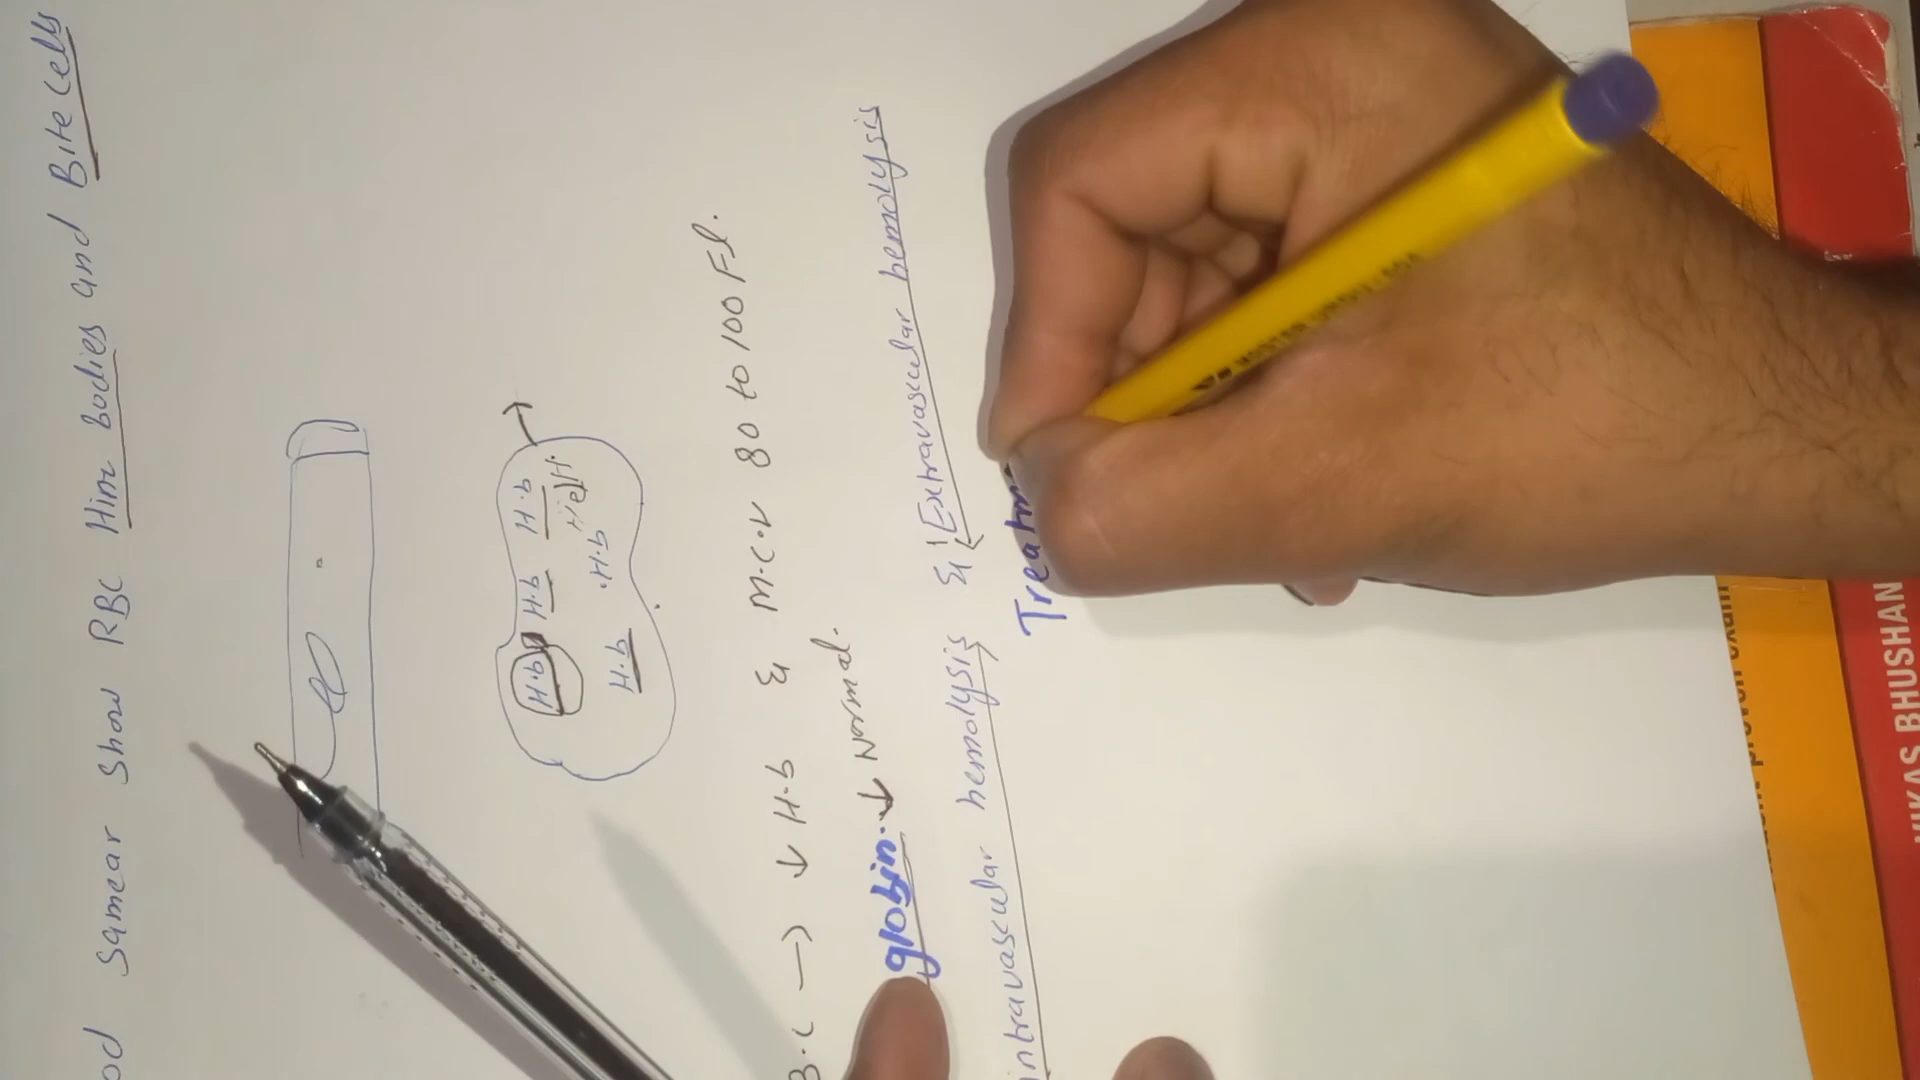 od Samear Show RBC Hinz Bodies and Bite Cells
H.b H.b H.b
H.b H.b
B.C → ↓ H.b & M.C.V 80 to 100 Fl.
globin. ↓ Normal.
intravascular hemolysis & Extravascular hemolysis
Treatm
VIKAS BHUSHAN